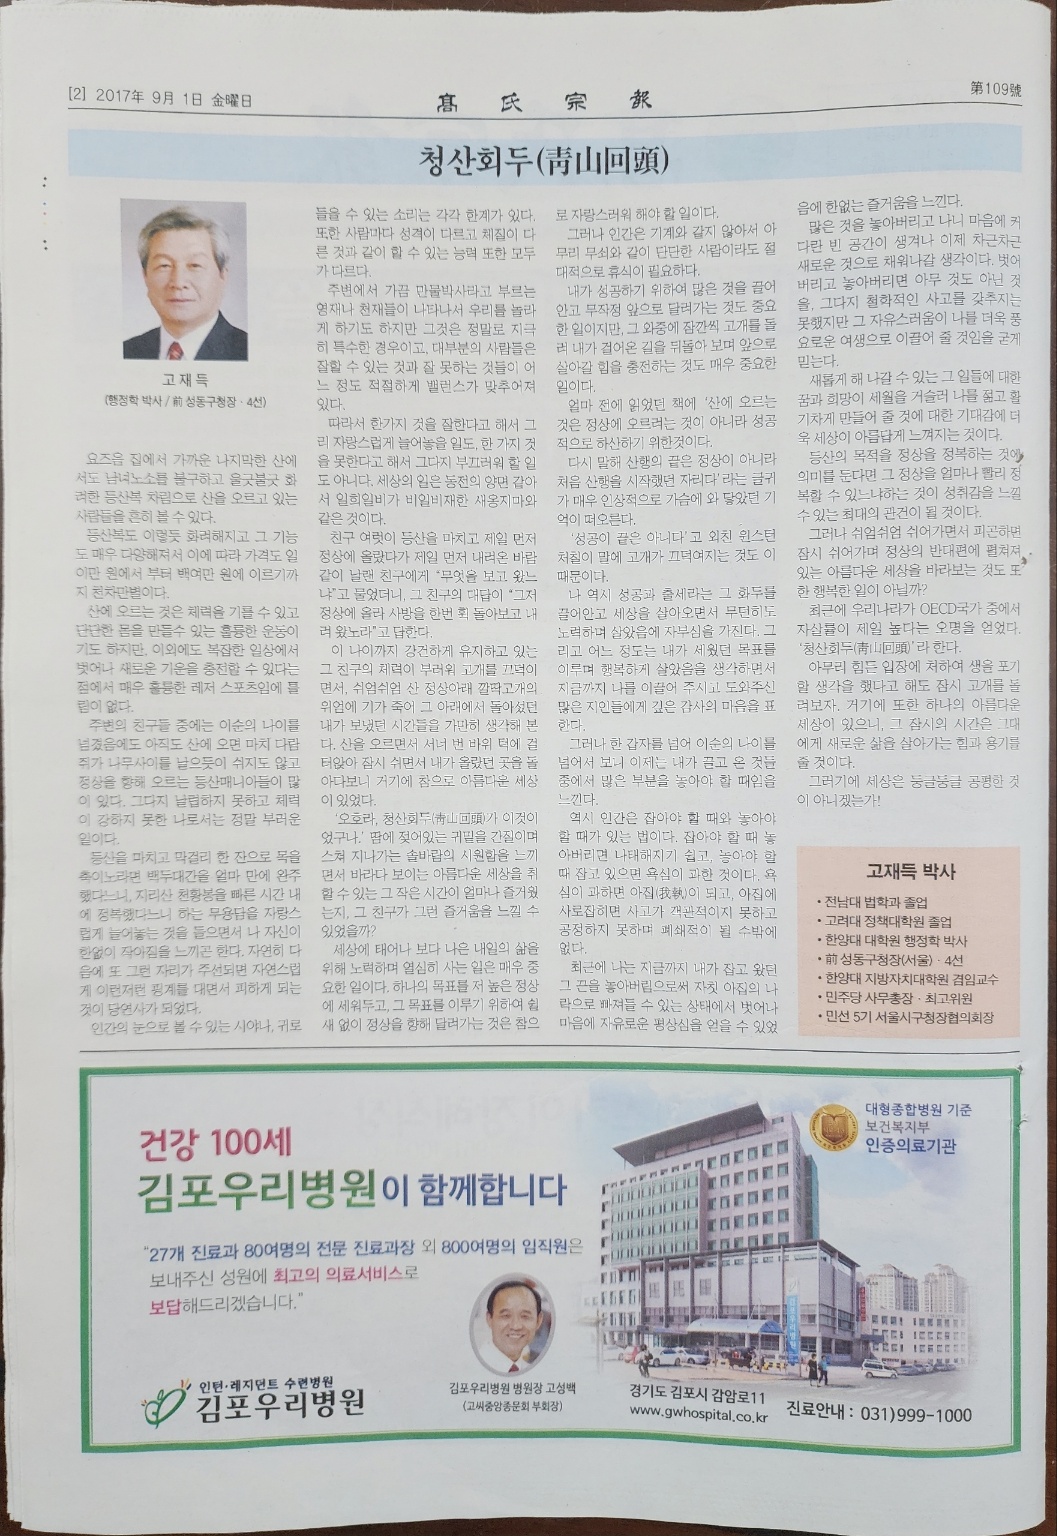 [2] 2017年 9月 1日 金曜日
髙氏宗報
第109號
청산회두(靑山回頭)
고재득
(행정학 박사 / 前 성동구청장 · 4선)
요즈음 집에서 가까운 나지막한 산에
서도 남녀노소를 불구하고 울긋불긋 화
려한 등산복 차림으로 산을 오르고 있는
사람들을 흔히 볼 수 있다.
등산복도 이렇듯 화려해지고 그 기능
도 매우 다양해져서 이에 따라 가격도 일
이만 원에서 부터 백여만 원에 이르기까
지 천차만별이다.
산에 오르는 것은 체력을 기를 수 있고
단단한 몸을 만들수 있는 훌륭한 운동이
기도 하지만, 이외에도 복잡한 일상에서
벗어나 새로운 기운을 충전할 수 있다는
점에서 매우 훌륭한 레저 스포츠임에 틀
림이 없다.
주변의 친구들 중에는 이순의 나이를
넘겼음에도 아직도 산에 오면 마치 다람
쥐가 나무사이를 날으듯이 쉬지도 않고
정상을 향해 오르는 등산매니아들이 많
이 있다. 그다지 날렵하지 못하고 체력
이 강하지 못한 나로서는 정말 부러운
일이다.
등산을 마치고 막걸리 한 잔으로 목을
축이노라면 백두대간을 얼마 만에 완주
했다느니, 지리산 천황봉을 빠른 시간 내
에 정복했다느니 하는 무용담을 자랑스
럽게 늘어놓는 것을 들으면서 나 자신이
한없이 작아짐을 느끼곤 한다. 자연히 다
음에 또 그런 자리가 주선되면 자연스럽
게 이런저런 핑계를 대면서 피하게 되는
것이 당연사가 되었다.
인간의 눈으로 볼 수 있는 시야나, 귀로
들을 수 있는 소리는 각각 한계가 있다.
또한 사람마다 성격이 다르고 체질이 다
른 것과 같이 할 수 있는 능력 또한 모두
가 다르다.
주변에서 가끔 만물박사라고 부르는
영재나 천재들이 나타나서 우리를 놀라
게 하기도 하지만 그것은 정말로 지극
히 특수한 경우이고, 대부분의 사람들은
잘할 수 있는 것과 잘 못하는 것들이 어
느 정도 적절하게 밸런스가 맞추어져
있다.
따라서 한가지 것을 잘한다고 해서 그
리 자랑스럽게 늘어놓을 일도, 한 가지 것
을 못한다고 해서 그다지 부끄러워 할 일
도 아니다. 세상의 일은 동전의 양면 같아
서 일희일비가 비일비재한 새옹지마와
같은 것이다.
친구 여럿이 등산을 마치고 제일 먼저
정상에 올랐다가 제일 먼저 내려온 바람
같이 날랜 친구에게 "무엇을 보고 왔느
냐"고 물었더니, 그 친구의 대답이 "그저
정상에 올라 사방을 한번 획 돌아보고 내
려 왔노라"고 답한다.
이 나이까지 강건하게 유지하고 있는
그 친구의 체력이 부러워 고개를 끄덕이
면서, 쉬엄쉬엄 산 정상아래 깔딱고개의
위엄에 기가 죽어 그 아래에서 돌아섰던
내가 보냈던 시간들을 가만히 생각해 본
다. 산을 오르면서 서너 번 바위 턱에 걸
터앉아 잠시 쉬면서 내가 올랐던 곳을 돌
아다보니 거기에 참으로 아름다운 세상
이 있었다.
'오호라, 청산회두(靑山回頭)가 이것이
었구나.' 땀에 젖어있는 귀밑을 간질이며
스쳐 지나가는 솔바람의 시원함을 느끼
면서 바라다 보이는 아름다운 세상을 취
할 수 있는 그 작은 시간이 얼마나 즐거웠
는지, 그 친구가 그런 즐거움을 느낄 수
있었을까?
세상에 태어나 보다 나은 내일의 삶을
위해 노력하며 열심히 사는 일은 매우 중
요한 일이다. 하나의 목표를 저 높은 정상
에 세워두고, 그 목표를 이루기 위하여 쉴
새 없이 정상을 향해 달려가는 것은 참으
로 자랑스러워 해야 할 일이다.
그러나 인간은 기계와 같지 않아서 아
무리 무쇠와 같이 단단한 사람이라도 절
대적으로 휴식이 필요하다.
내가 성공하기 위하여 많은 것을 끌어
안고 무작정 앞으로 달려가는 것도 중요
한 일이지만, 그 와중에 잠깐씩 고개를 돌
려 내가 걸어온 길을 뒤돌아 보며 앞으로
살아갈 힘을 충전하는 것도 매우 중요한
일이다.
얼마 전에 읽었던 책에 '산에 오르는
것은 정상에 오르려는 것이 아니라 성공
적으로 하산하기 위한것이다.
다시 말해 산행의 끝은 정상이 아니라
처음 산행을 시작했던 자리다'라는 글귀
가 매우 인상적으로 가슴에 와 닿았던 기
억이 떠오른다.
'성공이 끝은 아니다'고 외친 윈스턴
처칠의 말에 고개가 끄덕여지는 것도 이
때문이다.
나 역시 성공과 출세라는 그 화두를
끌어안고 세상을 살아오면서 무던히도
노력하며 살았음에 자부심을 가진다. 그
리고 어느 정도는 내가 세웠던 목표를
이루며 행복하게 살았음을 생각하면서
지금까지 나를 이끌어 주시고 도와주신
많은 지인들에게 깊은 감사의 마음을 표
한다.
그러나 한 갑자를 넘어 이순의 나이를
넘어서 보니 이제는 내가 끌고 온 것들
중에서 많은 부분을 놓아야 할 때임을
느낀다.
역시 인간은 잡아야 할 때와 놓아야
할 때가 있는 법이다. 잡아야 할 때 놓
아버리면 나태해지기 쉽고, 놓아야 할
때 잡고 있으면 욕심이 과한 것이다. 욕
심이 과하면 아집(我執)이 되고, 아집에
사로잡히면 사고가 객관적이지 못하고
공정하지 못하며 폐쇄적이 될 수밖에
없다.
최근에 나는 지금까지 내가 잡고 왔던
그 끈을 놓아버림으로써 자칫 아집의 나
락으로 빠져들 수 있는 상태에서 벗어나
마음에 자유로운 평상심을 얻을 수 있었
음에 한없는 즐거움을 느낀다.
많은 것을 놓아버리고 나니 마음에 커
다란 빈 공간이 생겨나 이제 차근차근
새로운 것으로 채워나갈 생각이다. 벗어
버리고 놓아버리면 아무 것도 아닌 것
을, 그다지 철학적인 사고를 갖추지는
못했지만 그 자유스러움이 나를 더욱 풍
요로운 여생으로 이끌어 줄 것임을 굳게
믿는다.
새롭게 해 나갈 수 있는 그 일들에 대한
꿈과 희망이 세월을 거슬러 나를 젊고 활
기차게 만들어 줄 것에 대한 기대감에 더
욱 세상이 아름답게 느껴지는 것이다.
등산의 목적을 정상을 정복하는 것에
의미를 둔다면 그 정상을 얼마나 빨리 정
복할 수 있느냐하는 것이 성취감을 느낄
수 있는 최대의 관건이 될 것이다.
그러나 쉬엄쉬엄 쉬어가면서 피곤하면
잠시 쉬어가며 정상의 반대편에 펼쳐져
있는 아름다운 세상을 바라보는 것도 또
한 행복한 일이 아닐까?
최근에 우리나라가 OECD국가 중에서
자살률이 제일 높다는 오명을 얻었다.
'청산회두(靑山回頭)'라 한다.
아무리 힘든 입장에 처하여 생을 포기
할 생각을 했다고 해도 잠시 고개를 돌
려보자. 거기에 또한 하나의 아름다운
세상이 있으니, 그 잠시의 시간은 그대
에게 새로운 삶을 살아가는 힘과 용기를
줄 것이다.
그러기에 세상은 둥글둥글 공평한 것
이 아니겠는가!
고재득 박사
• 전남대 법학과 졸업
• 고려대 정책대학원 졸업
• 한양대 대학원 행정학 박사
• 前 성동구청장(서울) · 4선
• 한양대 지방자치대학원 겸임교수
• 민주당 사무총장 · 최고위원
• 민선 5기 서울시구청장협의회장
건강 100세
김포우리병원이 함께합니다
"27개 진료과 80여명의 전문 진료과장 외 800여명의 임직원은
보내주신 성원에 최고의 의료서비스로
보답해드리겠습니다."
대형종합병원 기준
보건복지부
인증의료기관
인턴·레지던트 수련병원
김포우리병원
김포우리병원 병원장 고성백
(고씨중앙종문회 부회장)
경기도 김포시 감암로11
www.gwhospital.co.kr
진료안내 : 031)999-1000